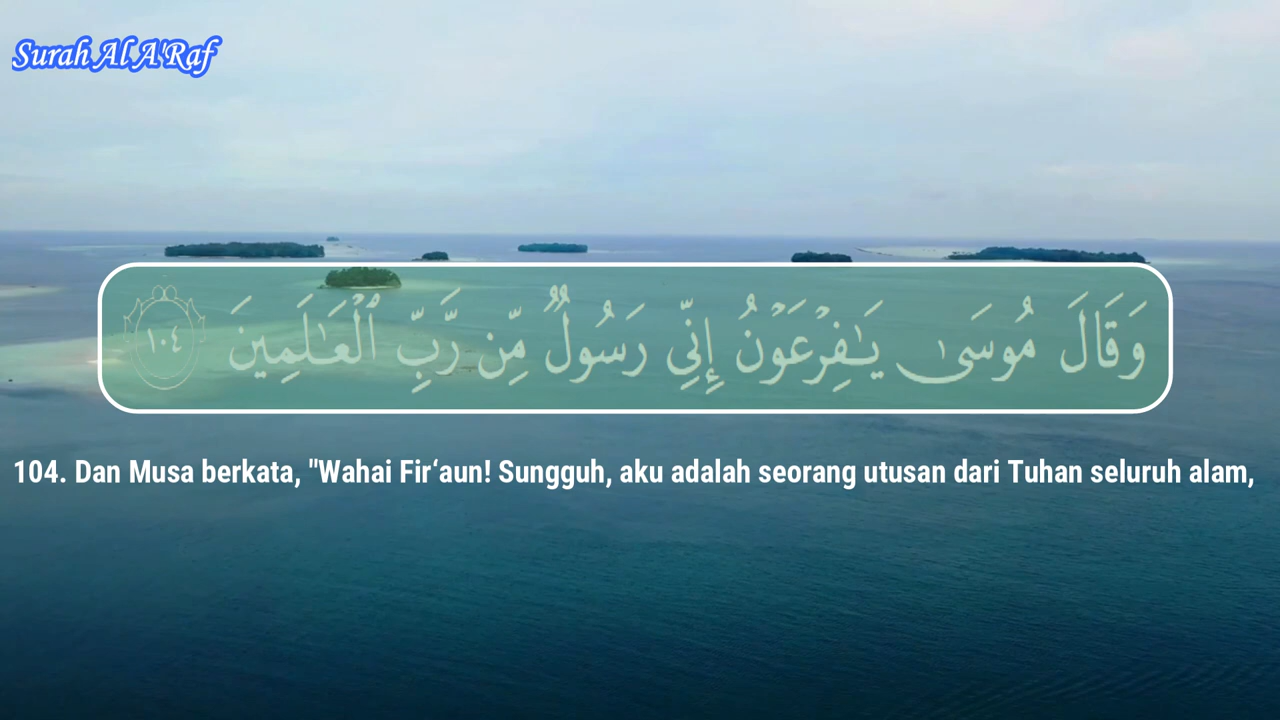 Surah Al A'Raf
وَقَالَ مُوسَىٰ يَـٰفِرْعَوْنُ إِنِّى رَسُولٌ مِّن رَّبِّ ٱلْعَـٰلَمِينَ ١٠٤
104. Dan Musa berkata, "Wahai Fir‘aun! Sungguh, aku adalah seorang utusan dari Tuhan seluruh alam,